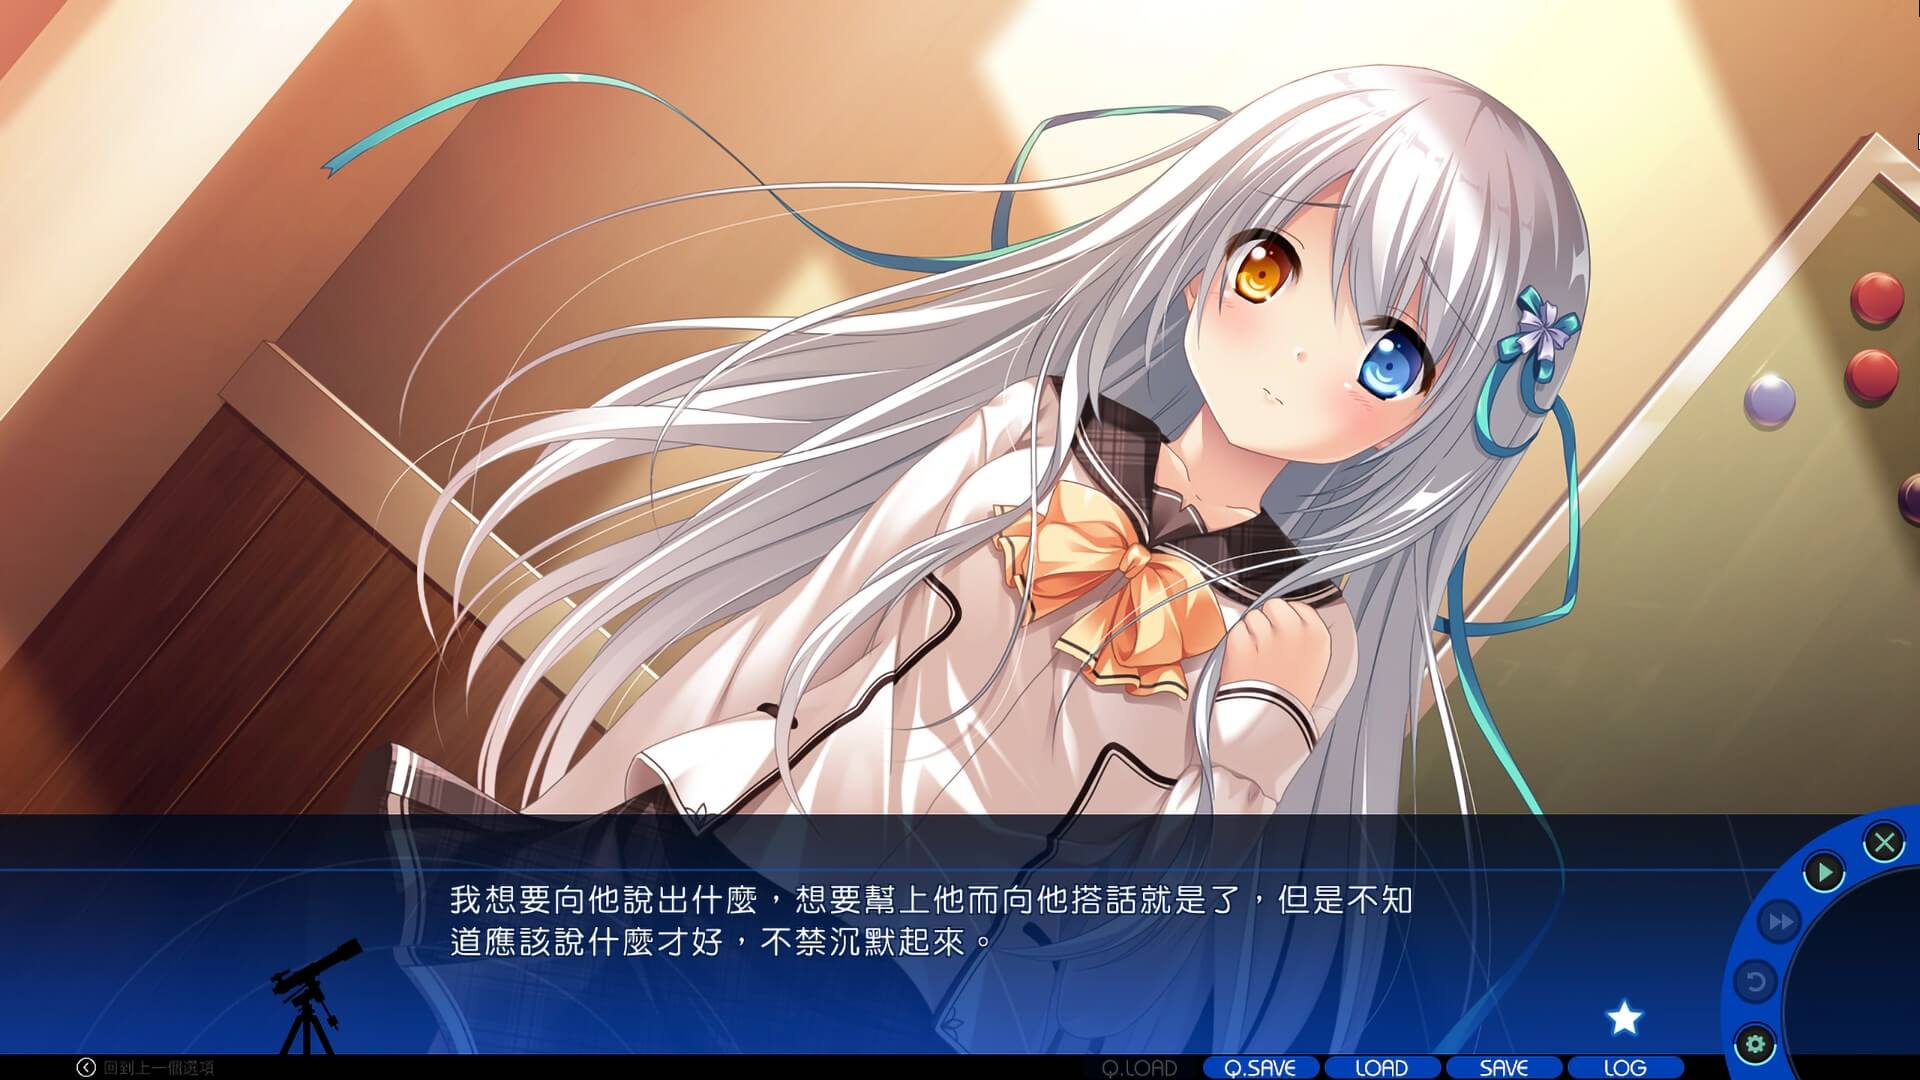 我想要向他說出什麼，想要幫上他而向他搭話就是了，但是不知
道應該說什麼才好，不禁沉默起來。
回到上一個選項
Q.LOAD
Q.SAVE
LOAD
SAVE
LOG